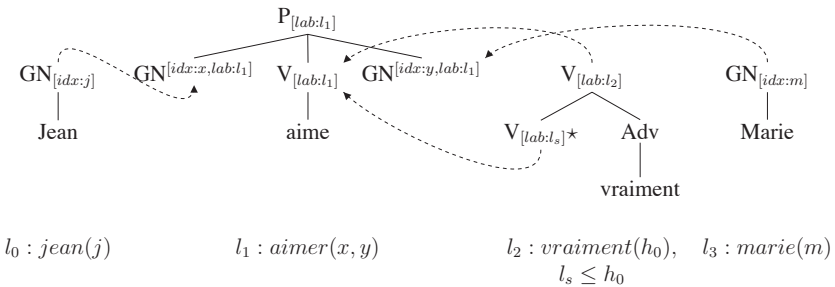 P[lab:l₁]
GN[idx:j] GN[idx:x,lab:l₁] V[lab:l₁] GN[idx:y,lab:l₁] V[lab:l₂] GN[idx:m]
Jean aime V[lab:lₛ]⋆ Adv Marie
vraiment
l₀ : jean(j) l₁ : aimer(x, y) l₂ : vraiment(h₀), l₃ : marie(m)
lₛ ≤ h₀